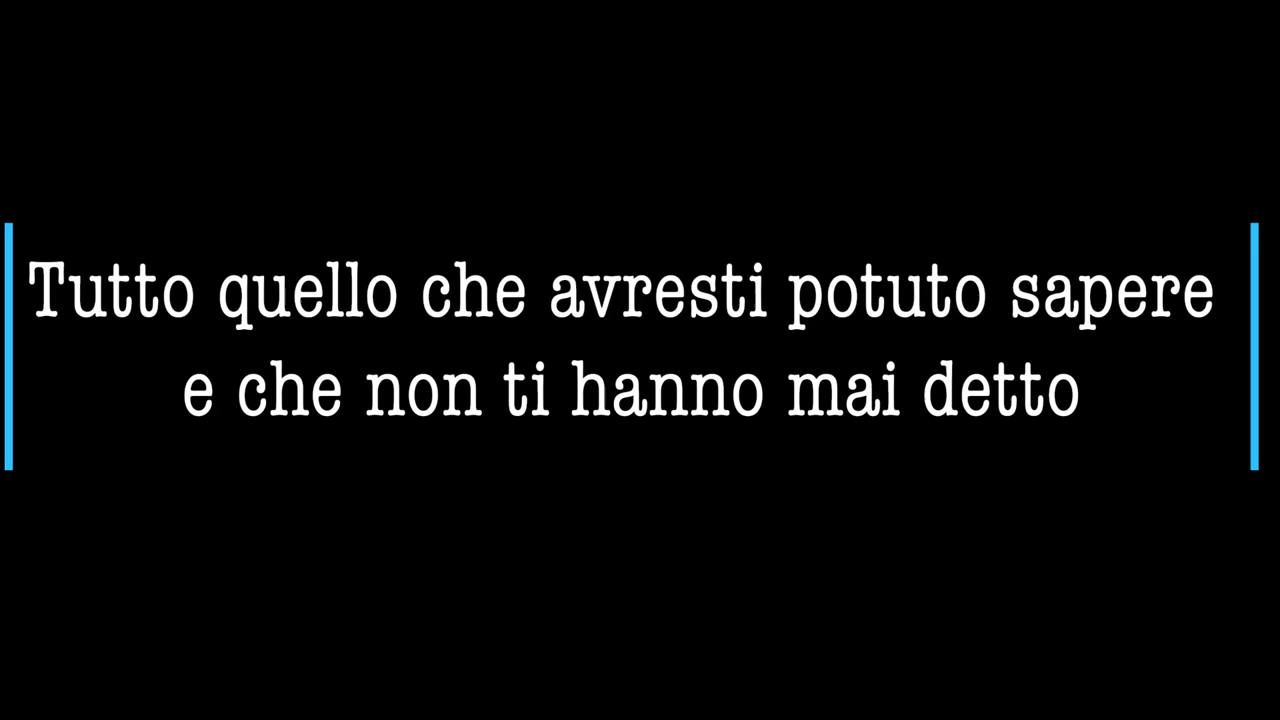 Tutto quello che avresti potuto sapere
e che non ti hanno mai detto